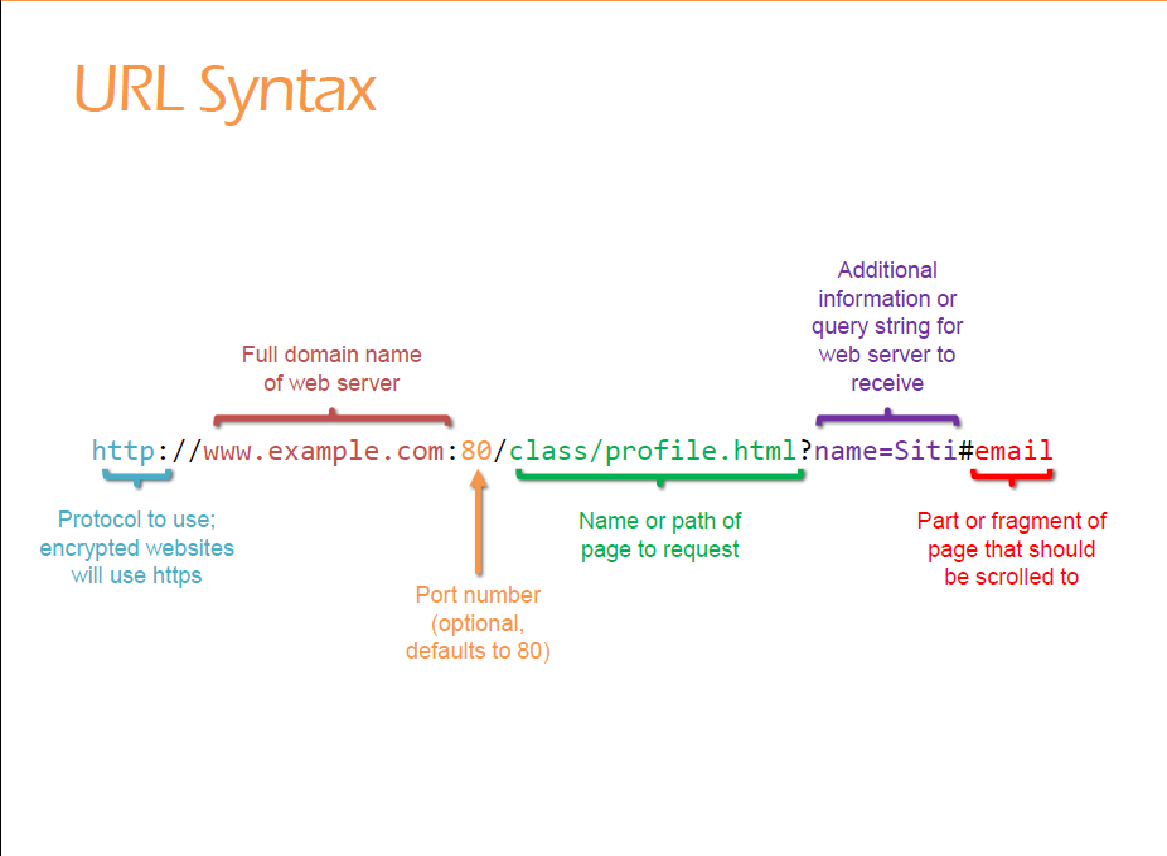 URL Syntax
Additional
information or
query string for
web server to
receive
Full domain name
of web server
http://www.example.com:80/class/profile.html?name=Siti#email
Protocol to use;
encrypted websites
will use https
Port number
(optional,
defaults to 80)
Name or path of
page to request
Part or fragment of
page that should
be scrolled to